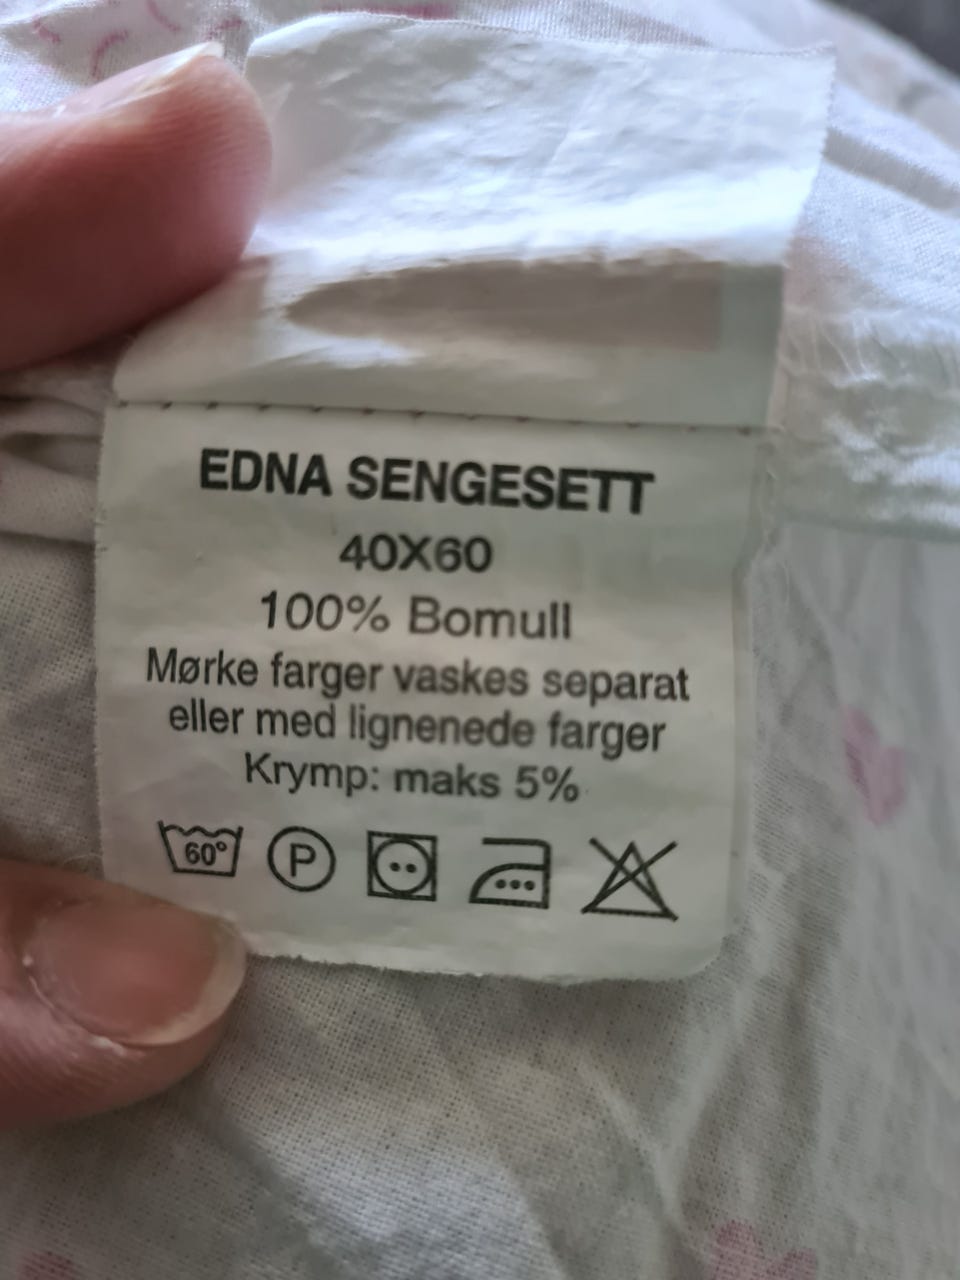 EDNA SENGESETT
40X60
100% Bomull
Mørke farger vaskes separat
eller med lignenede farger
Krymp: maks 5%
60°
P